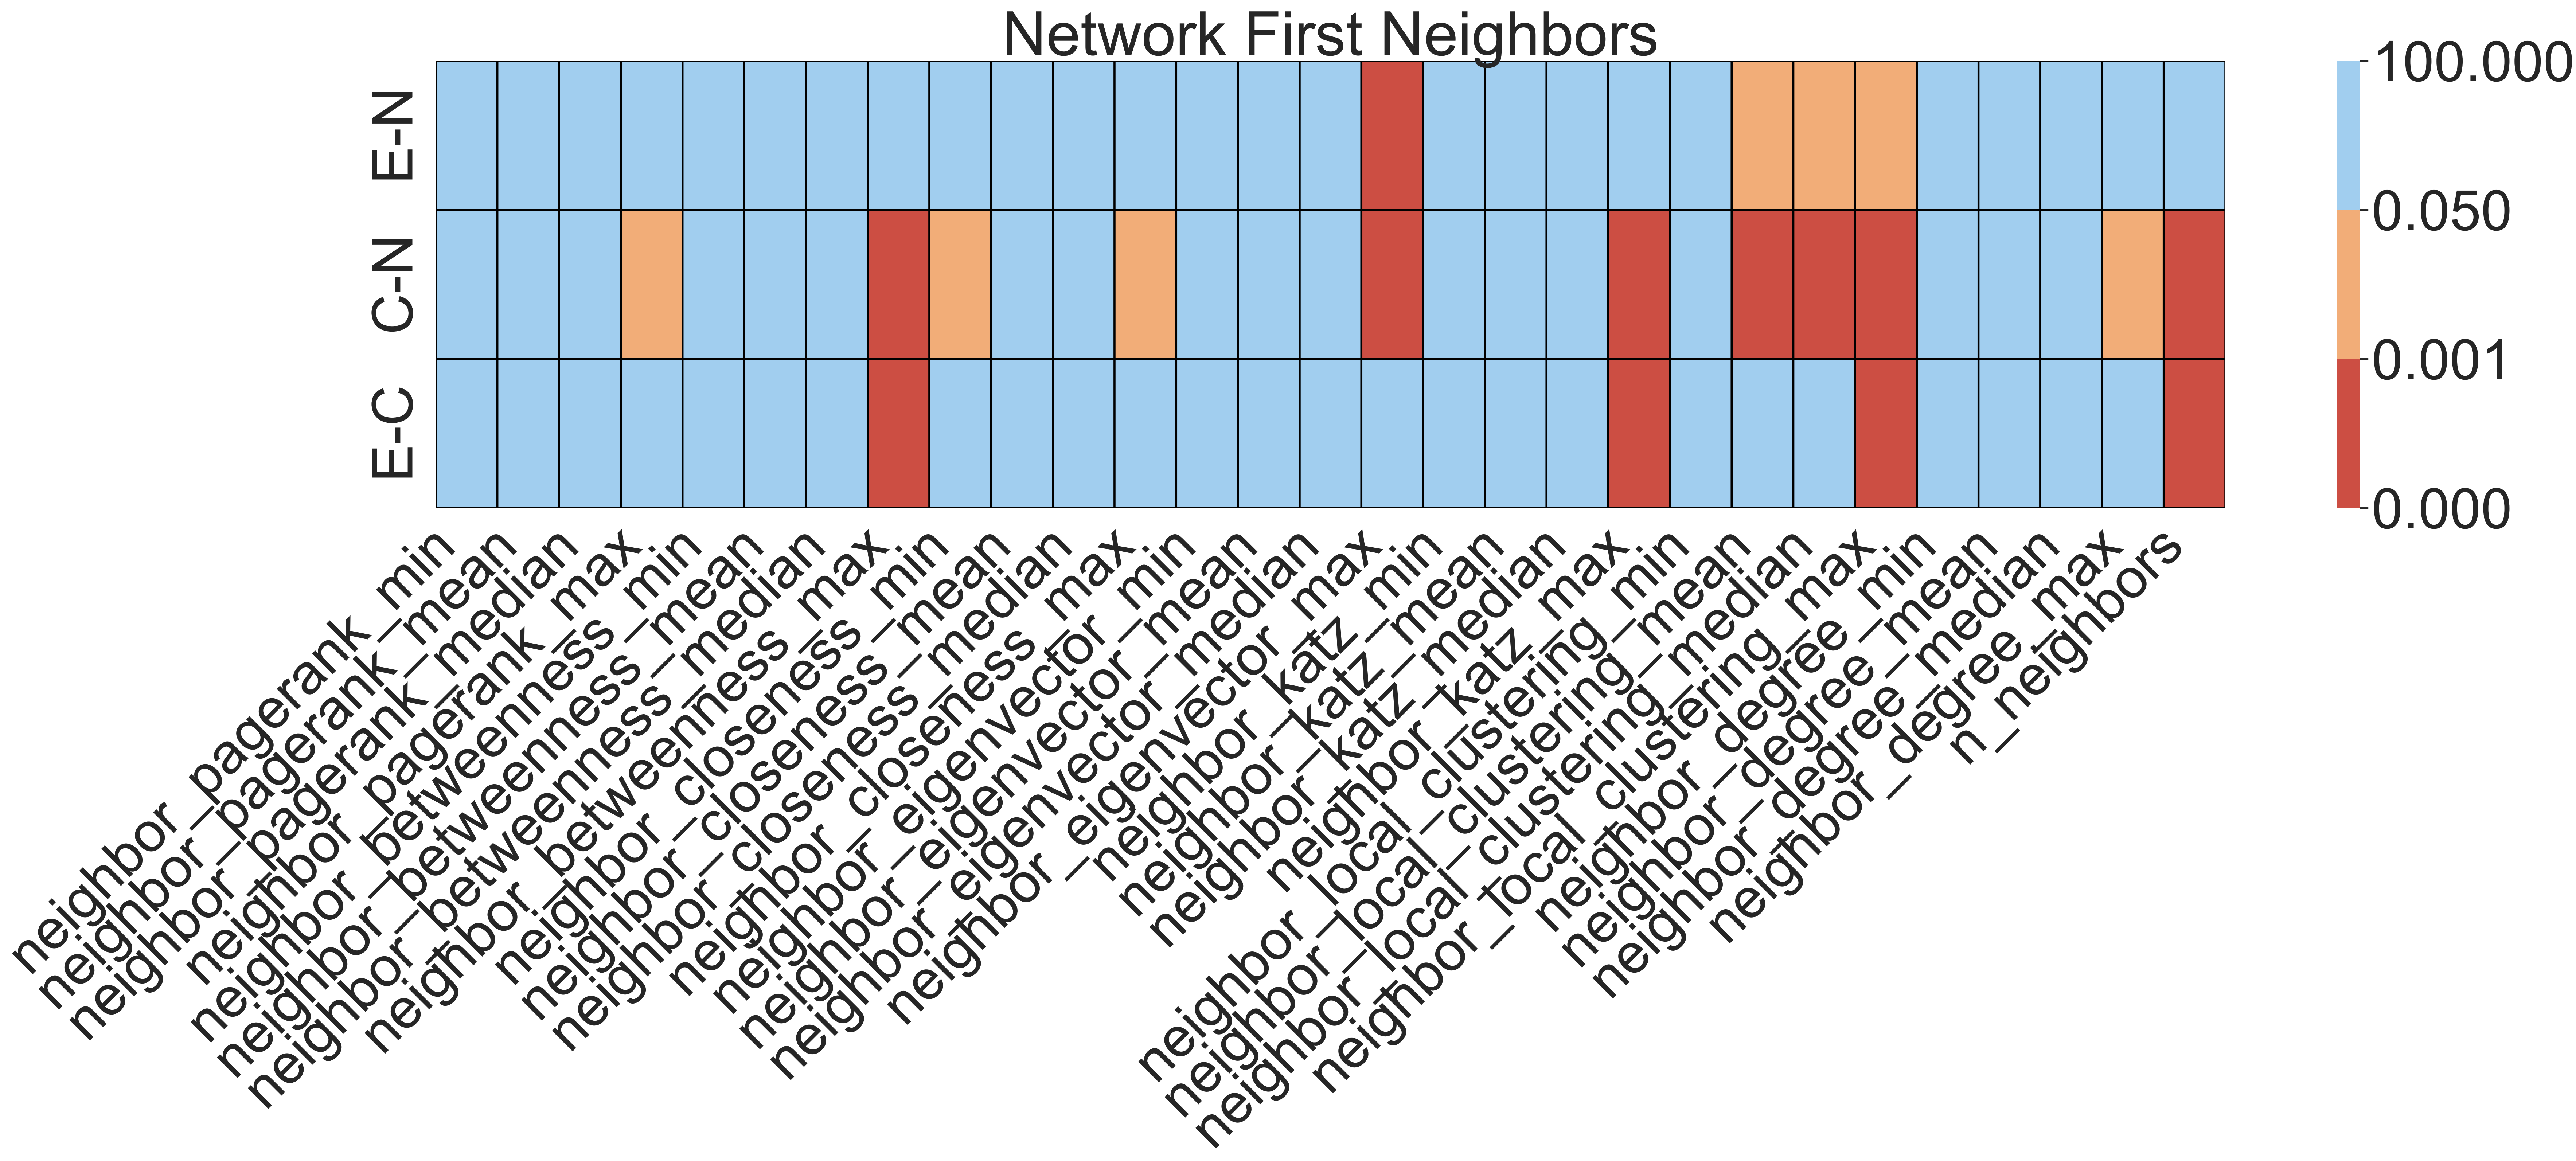 Network First Neighbors
E-N
C-N
E-C
100.000
0.050
0.001
0.000
neighbor_pagerank_min
neighbor_pagerank_mean
neighbor_pagerank_median
neighbor_pagerank_max
neighbor_betweenness_min
neighbor_betweenness_mean
neighbor_betweenness_median
neighbor_betweenness_max
neighbor_closeness_min
neighbor_closeness_mean
neighbor_closeness_median
neighbor_closeness_max
neighbor_eigenvector_min
neighbor_eigenvector_mean
neighbor_eigenvector_median
neighbor_eigenvector_max
neighbor_katz_min
neighbor_katz_mean
neighbor_katz_median
neighbor_katz_max
neighbor_local_clustering_min
neighbor_local_clustering_mean
neighbor_local_clustering_median
neighbor_local_clustering_max
neighbor_degree_min
neighbor_degree_mean
neighbor_degree_median
neighbor_degree_max
n_neighbors